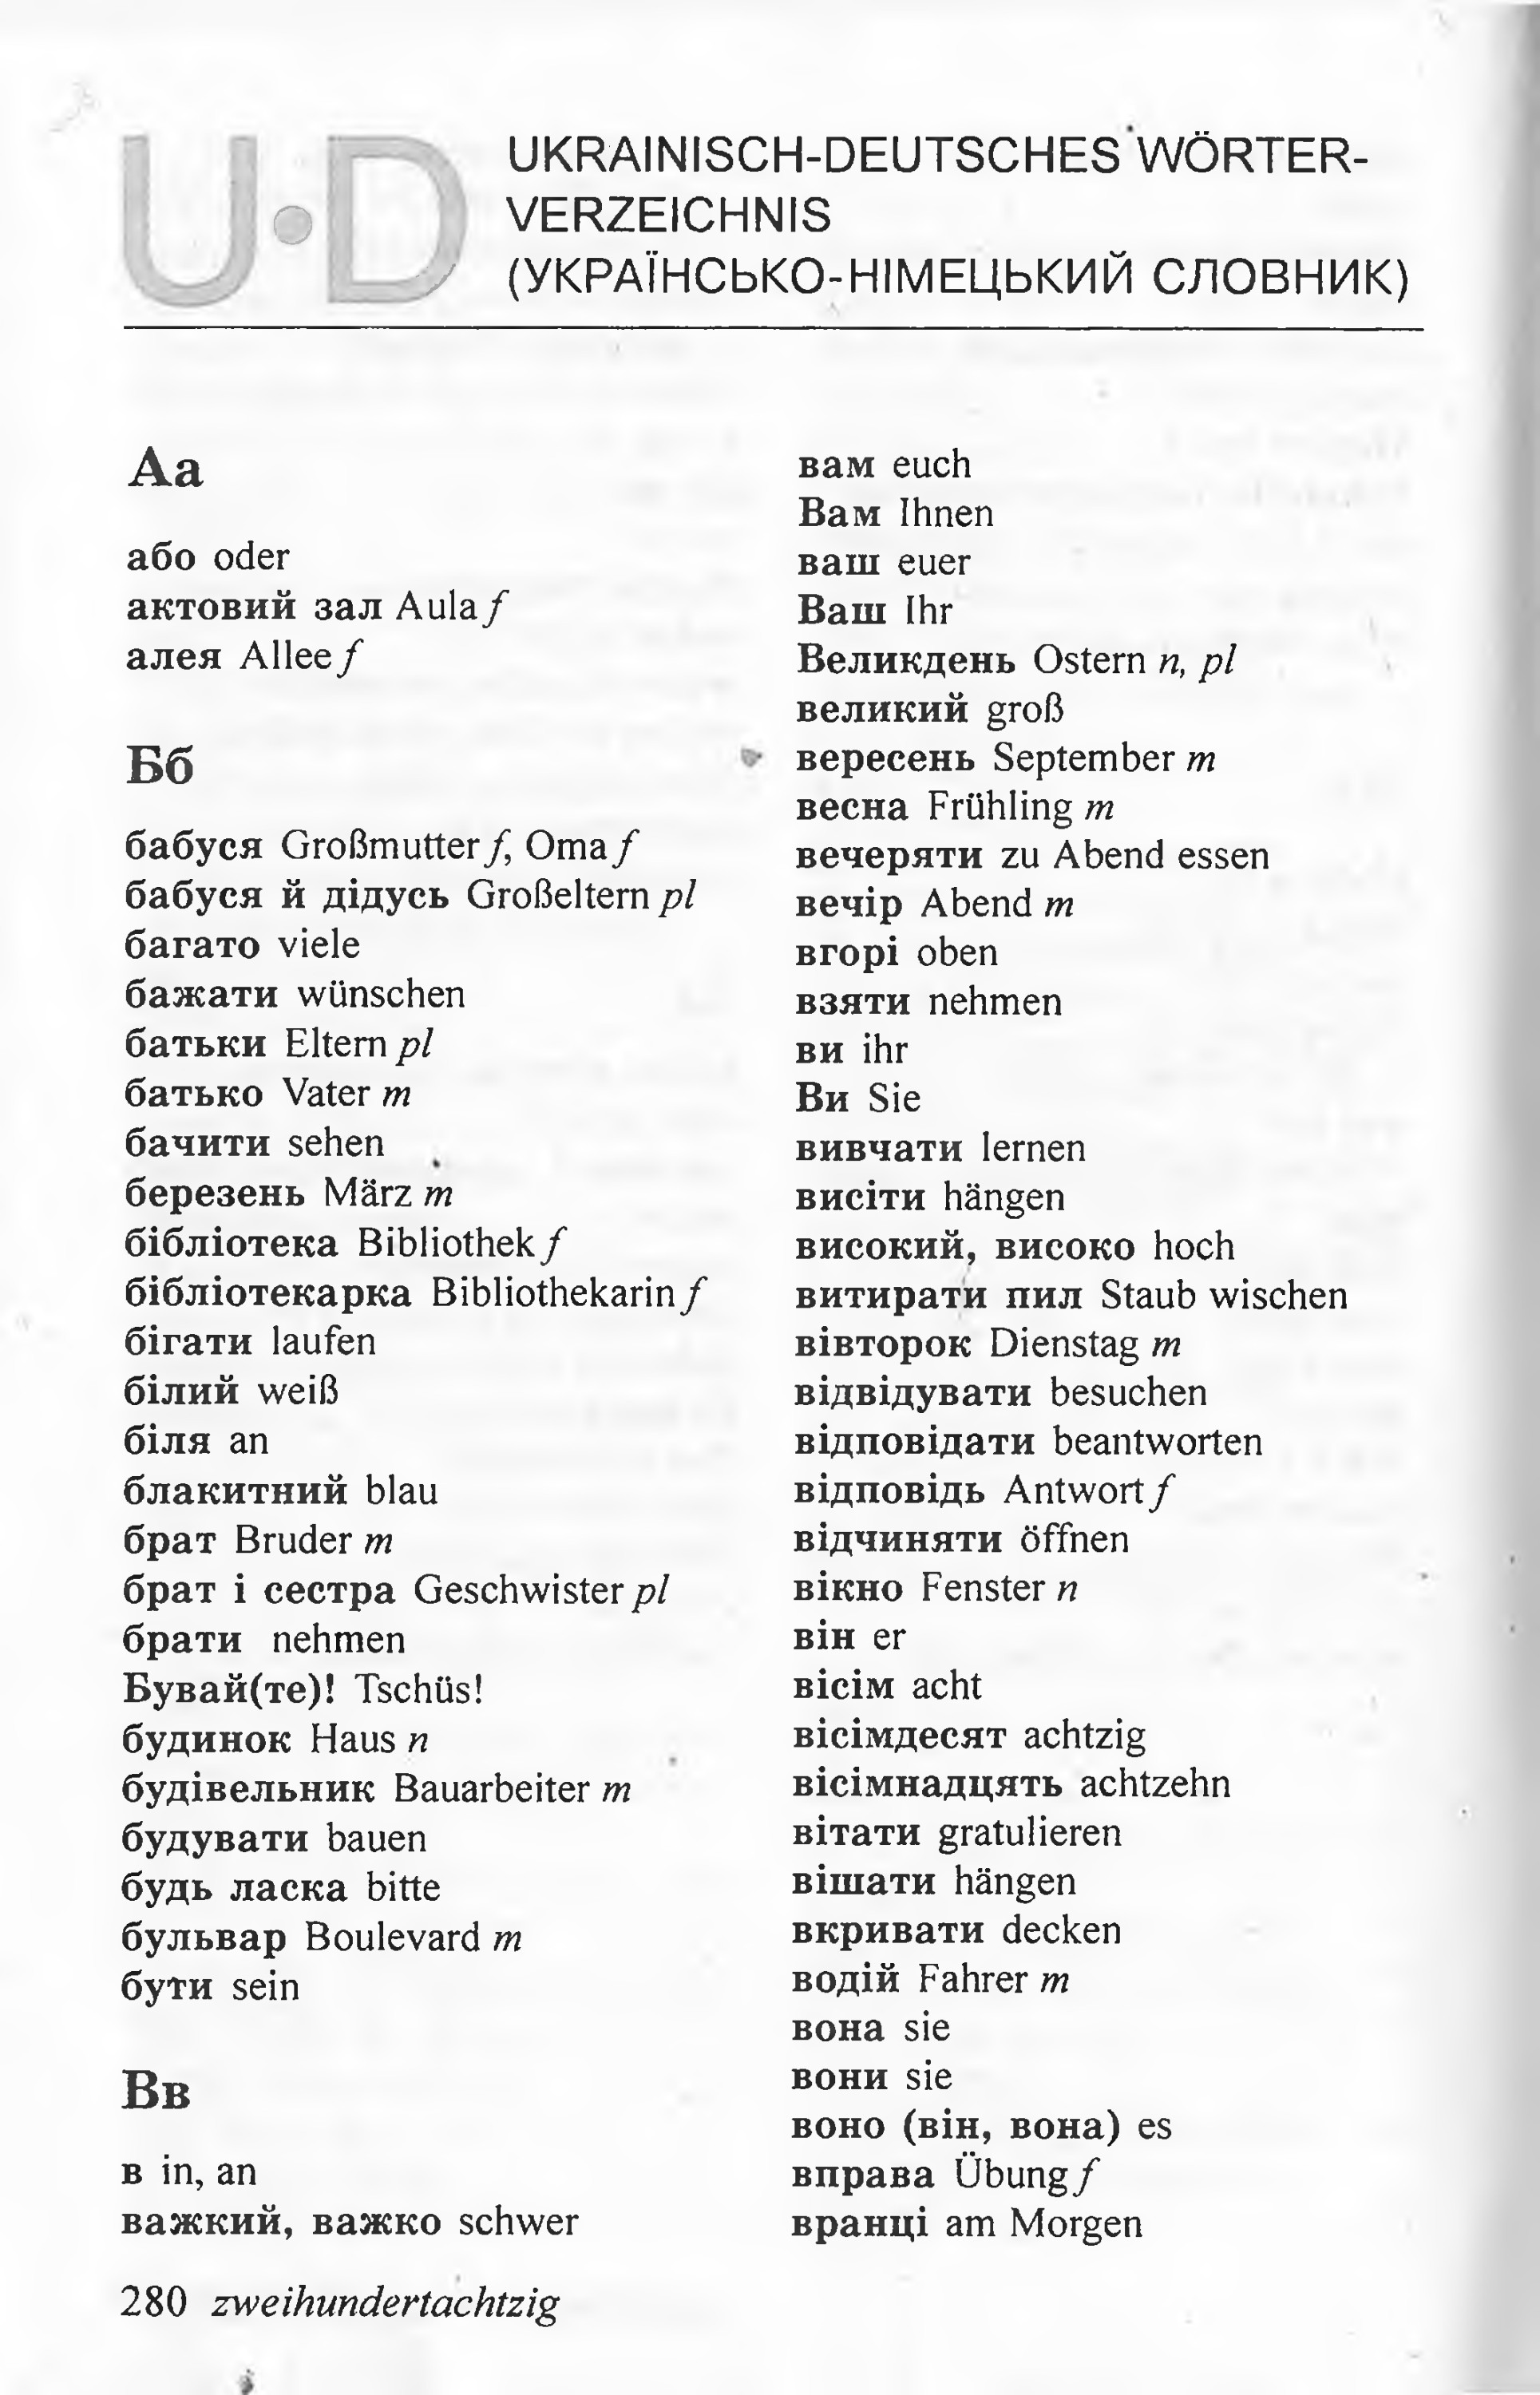 U·D
UKRAINISCH-DEUTSCHES WÖRTER-
VERZEICHNIS
(УКРАЇНСЬКО-НІМЕЦЬКИЙ СЛОВНИК)
Аа
або oder
актовий зал Aula f
алея Allee f
Бб
бабуся Großmutter f, Oma f
бабуся й дідусь Großeltern pl
багато viele
бажати wünschen
батьки Eltern pl
батько Vater m
бачити sehen
березень März m
бібліотека Bibliothek f
бібліотекарка Bibliothekarin f
бігати laufen
білий weiß
біля an
блакитний blau
брат Bruder m
брат і сестра Geschwister pl
брати nehmen
Бувай(те)! Tschüs!
будинок Haus n
будівельник Bauarbeiter m
будувати bauen
будь ласка bitte
бульвар Boulevard m
бути sein
Вв
в in, an
важкий, важко schwer
вам euch
Вам Ihnen
ваш euer
Ваш Ihr
Великдень Ostern n, pl
великий groß
вересень September m
весна Frühling m
вечеряти zu Abend essen
вечір Abend m
вгорі oben
взяти nehmen
ви ihr
Ви Sie
вивчати lernen
висіти hängen
високий, високо hoch
витирати пил Staub wischen
вівторок Dienstag m
відвідувати besuchen
відповідати beantworten
відповідь Antwort f
відчиняти öffnen
вікно Fenster n
він er
вісім acht
вісімдесят achtzig
вісімнадцять achtzehn
вітати gratulieren
вішати hängen
вкривати decken
водій Fahrer m
вона sie
вони sie
воно (він, вона) es
вправа Übung f
вранці am Morgen
280 zweihundertachtzig